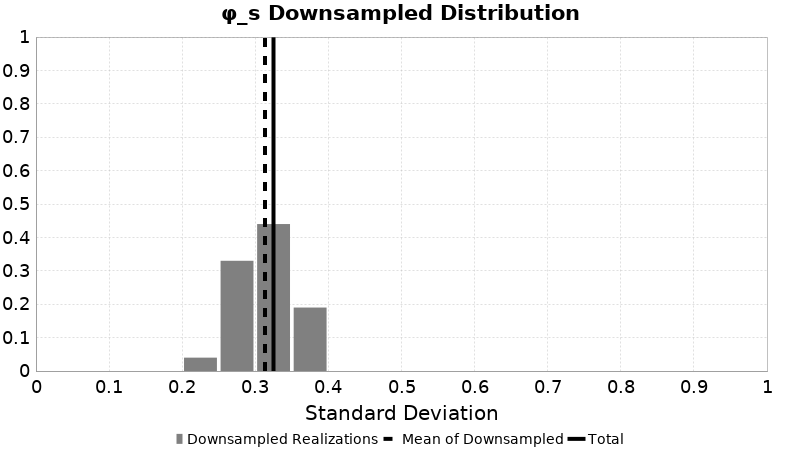 φ_s Downsampled Distribution
1
0.9
0.8
0.7
0.6
0.5
0.4
0.3
0.2
0.1
0
0 0.1 0.2 0.3 0.4 0.5 0.6 0.7 0.8 0.9 1
Standard Deviation
Downsampled Realizations Mean of Downsampled Total